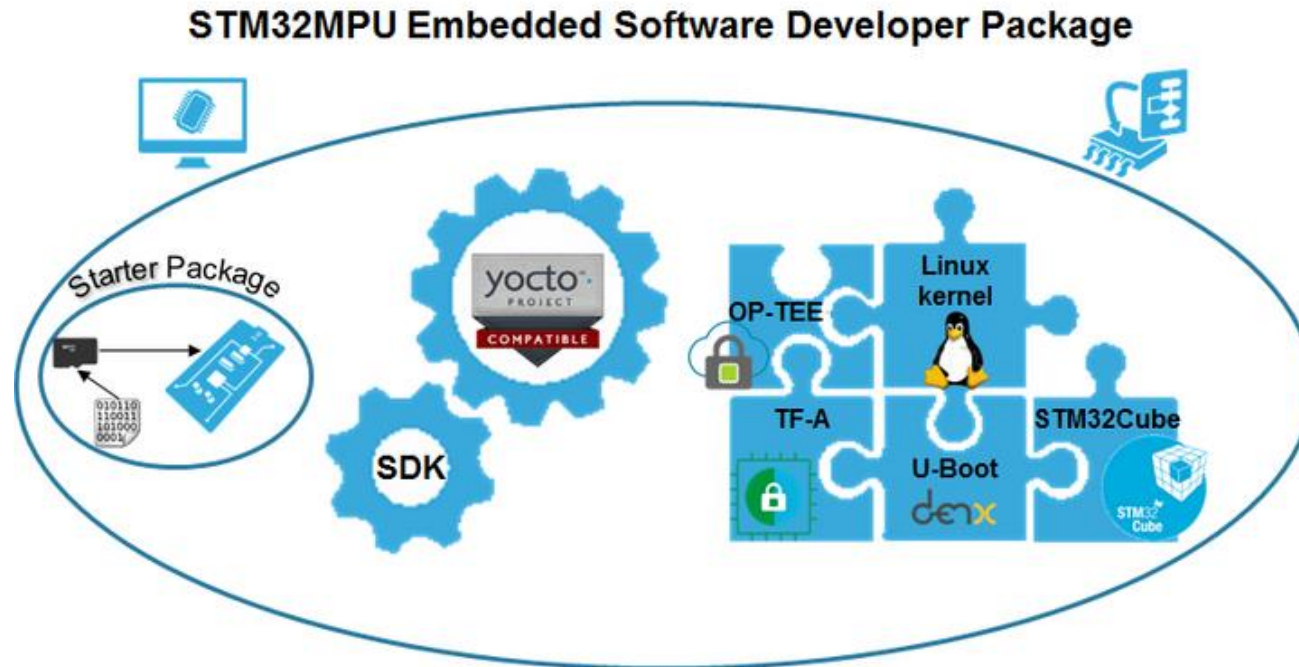 STM32MPU Embedded Software Developer Package
Starter Package
010110
110011
101000
0001
yocto
PROJECT
COMPATIBLE
SDK
OP-TEE
Linux
kernel
TF-A
U-Boot
denx
STM32Cube
STM32
Cube